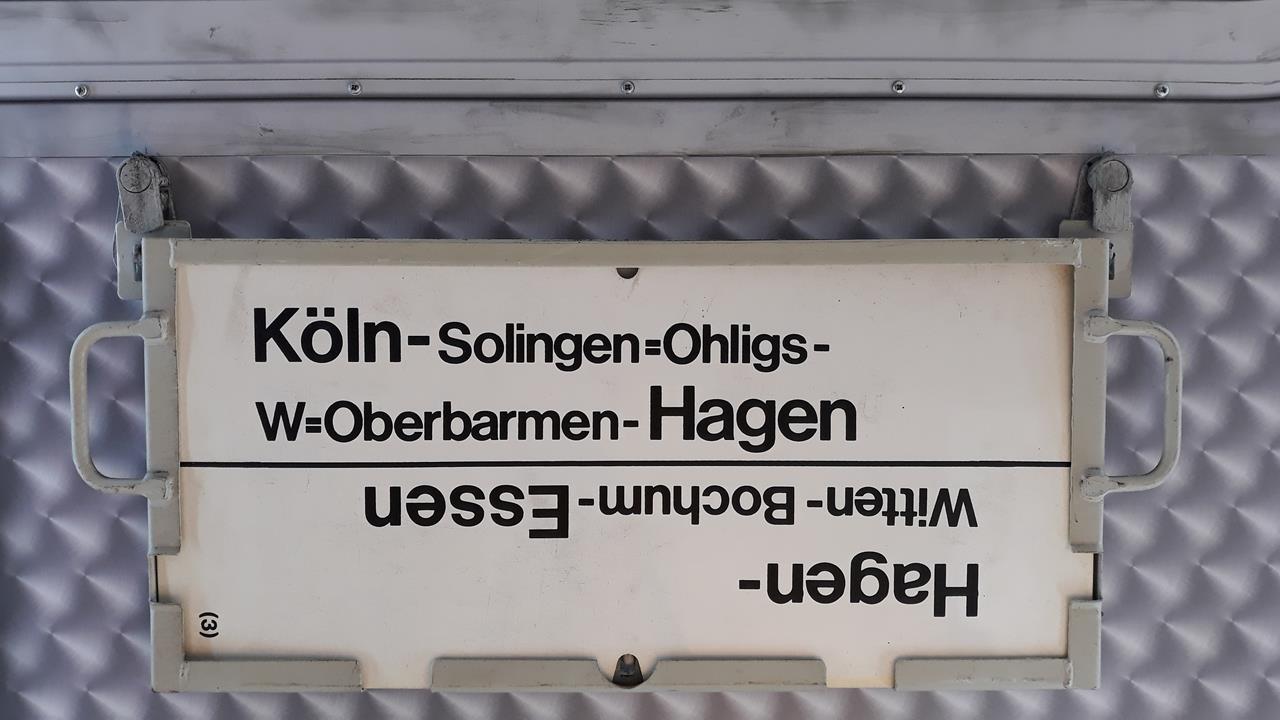 Köln-Solingen=Ohligs-
W=Oberbarmen-Hagen
Hagen-
Witten-Bochum-Essen
(3)